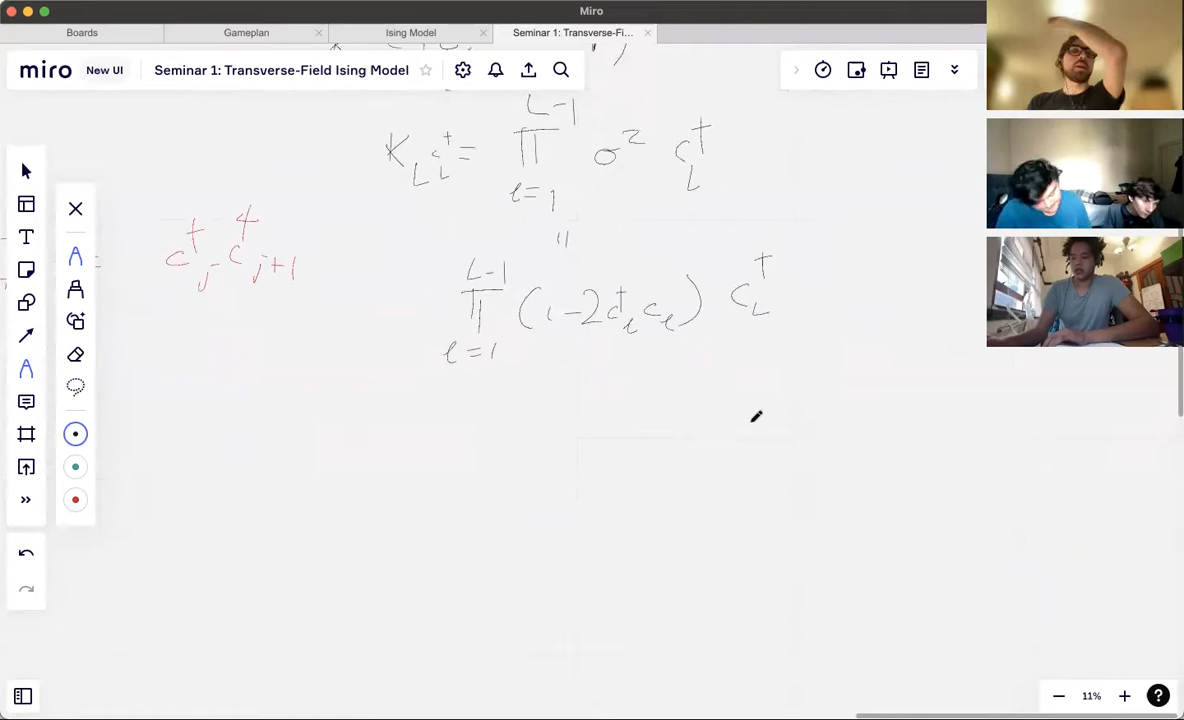 Miro
Boards Gameplan Ising Model Seminar 1: Transverse-Fi...
miro New UI Seminar 1: Transverse-Field Ising Model
L-1
K_L c_L^† = ∏ σ^z c_L^†
l=1
"
c_j^† c_{j+1}^†
L-1
∏ (1-2c_l^† c_l) c_L^†
l=1
11%